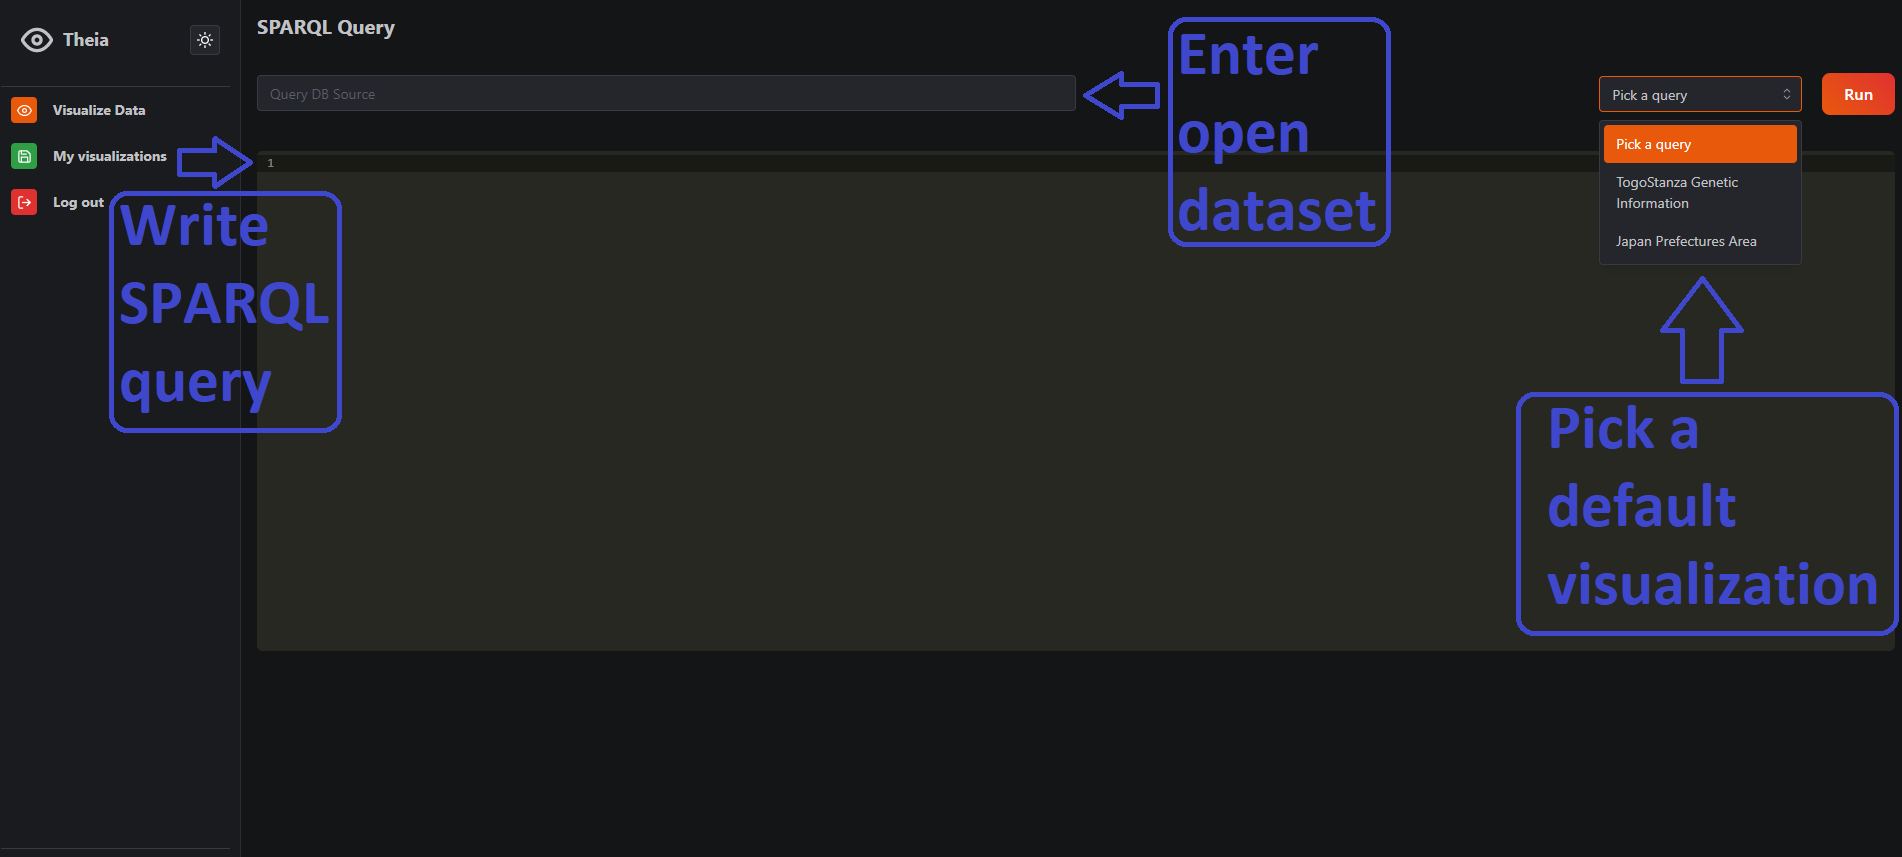 Theia
Visualize Data
My visualizations
Log out
SPARQL Query
Query DB Source
Pick a query
Run
Pick a query
TogoStanza Genetic
Information
Japan Prefectures Area
1
Enter
open
dataset
Write
SPARQL
query
Pick a
default
visualization